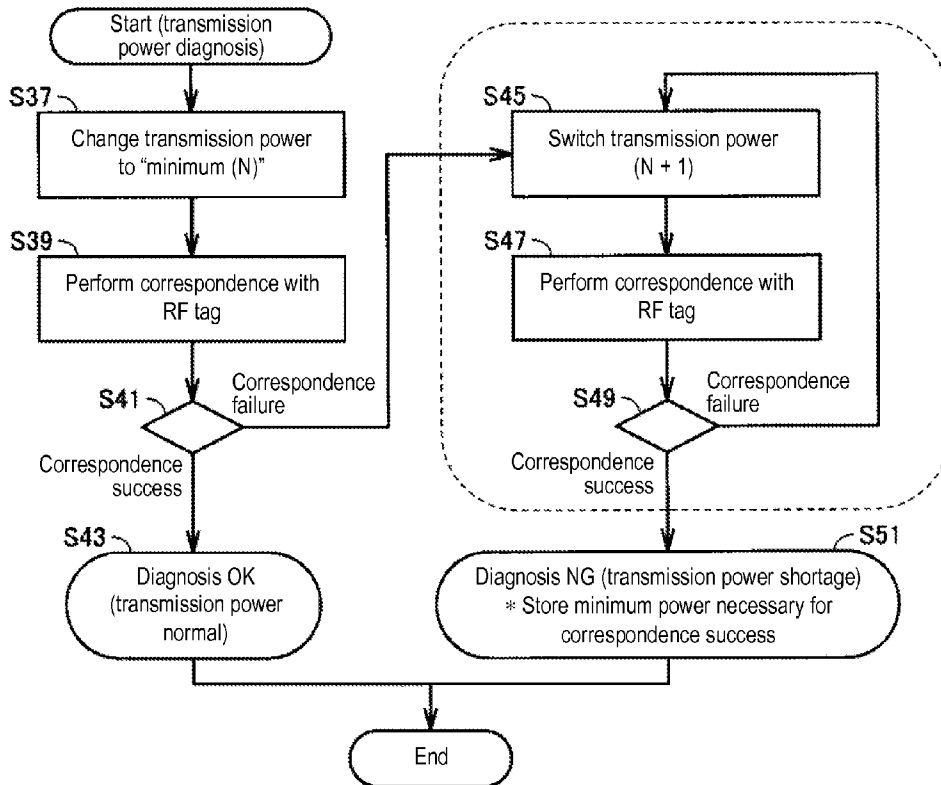 Start (transmission
power diagnosis)
S37
Change transmission power
to “minimum (N)”
S39
Perform correspondence with
RF tag
S41
Correspondence
failure
Correspondence
success
S43
Diagnosis OK
(transmission power
normal)
S45
Switch transmission power
(N + 1)
S47
Perform correspondence with
RF tag
S49
Correspondence
failure
Correspondence
success
S51
Diagnosis NG (transmission power shortage)
* Store minimum power necessary for
correspondence success
End